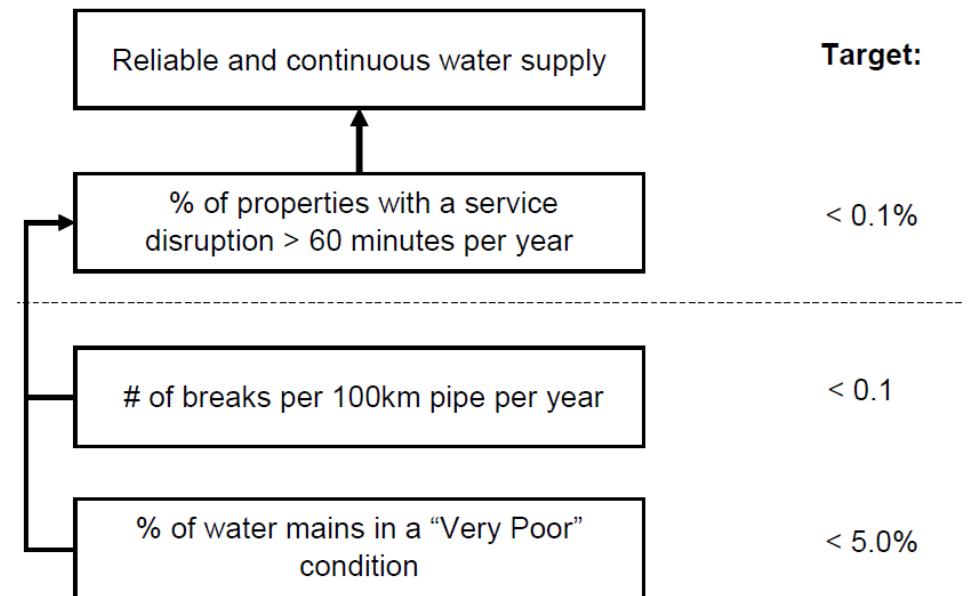 Reliable and continuous water supply
Target:
% of properties with a service
disruption > 60 minutes per year
< 0.1%
# of breaks per 100km pipe per year
< 0.1
% of water mains in a “Very Poor”
condition
< 5.0%